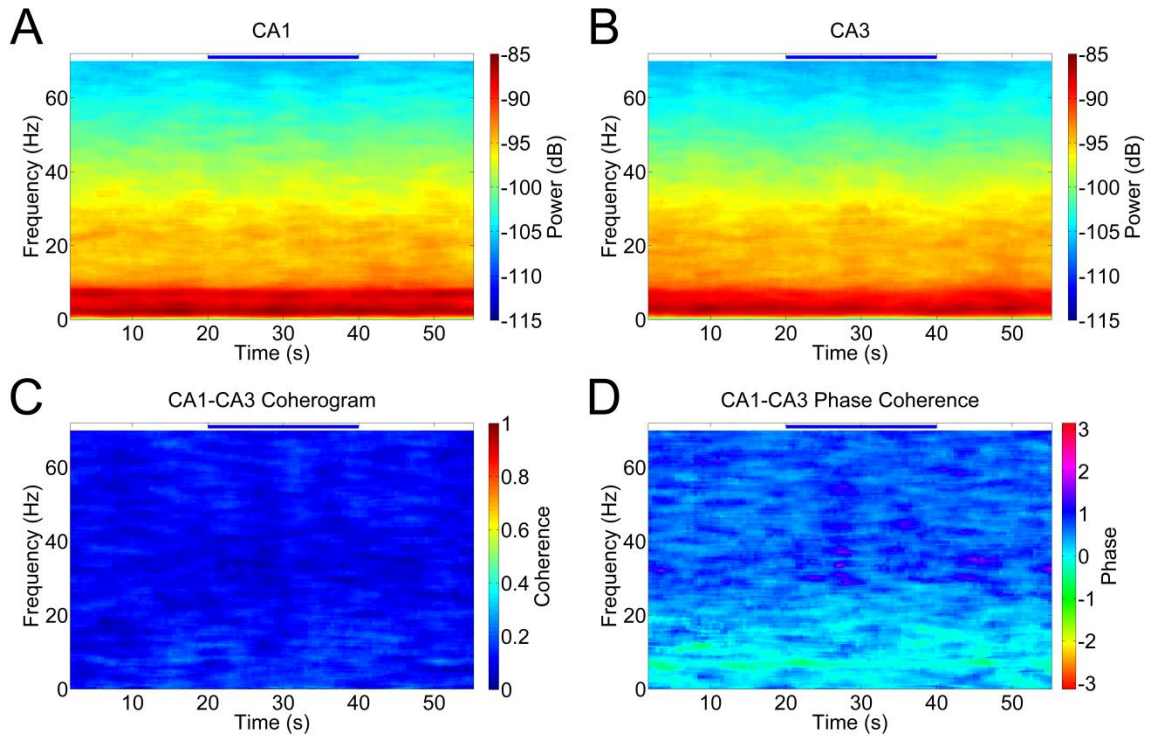 A
CA1
Frequency (Hz)
60
40
20
0
10 20 30 40 50
Time (s)
-85
-90
-95
-100
-105
-110
-115
Power (dB)
B
CA3
Frequency (Hz)
60
40
20
0
10 20 30 40 50
Time (s)
-85
-90
-95
-100
-105
-110
-115
Power (dB)
C
CA1-CA3 Coherogram
Frequency (Hz)
60
40
20
0
10 20 30 40 50
Time (s)
1
0.8
0.6
0.4
0.2
0
Coherence
D
CA1-CA3 Phase Coherence
Frequency (Hz)
60
40
20
0
10 20 30 40 50
Time (s)
3
2
1
0
-1
-2
-3
Phase